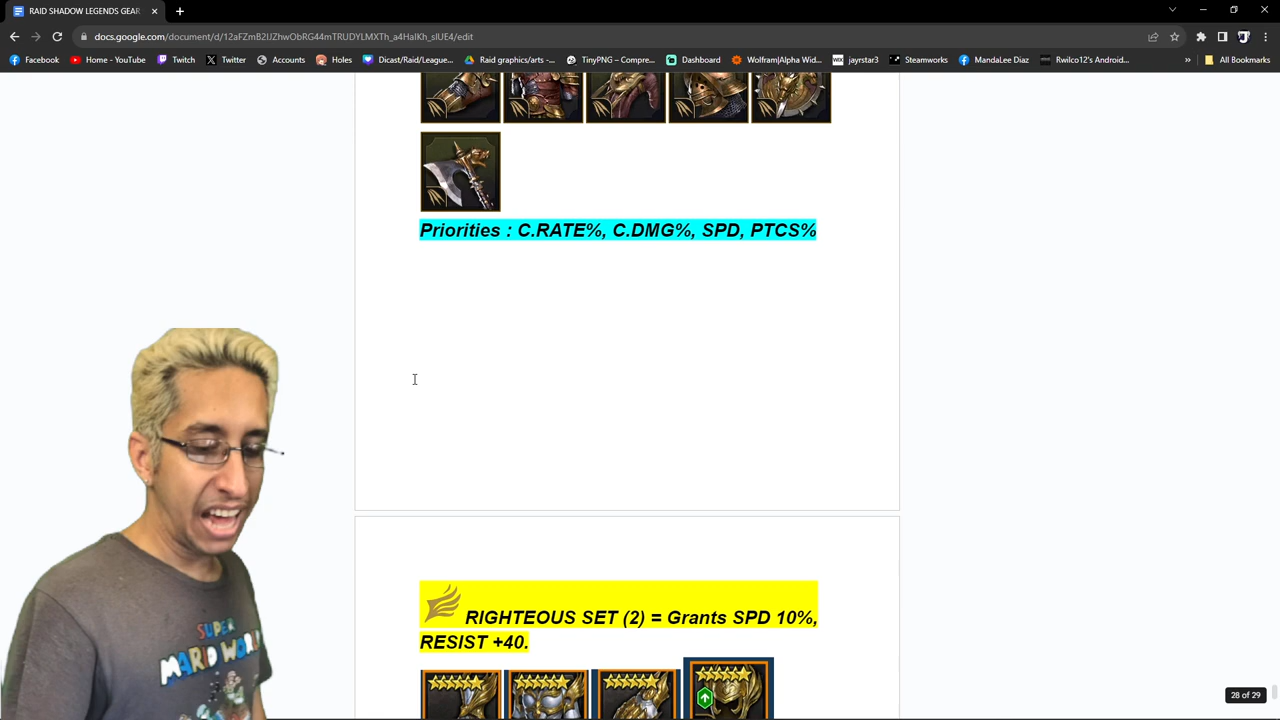 RAID SHADOW LEGENDS GEAR
docs.google.com/document/d/12aFZmB2IJZhwObRG44mTRUDYLMXTh_a4HaIKh_sIUE4/edit
Facebook
Home - YouTube
Twitch
Twitter
Accounts
Holes
Dicast/Raid/League...
Raid graphics/arts -...
TinyPNG – Compre...
Dashboard
Wolfram|Alpha Wid...
WIX
jayrstar3
Steamworks
MandaLee Diaz
Rwilco12's Android...
All Bookmarks
Priorities : C.RATE%, C.DMG%, SPD, PTCS%
RIGHTEOUS SET (2) = Grants SPD 10%,
RESIST +40.
SUPER
MARIO WORLD
28 of 29